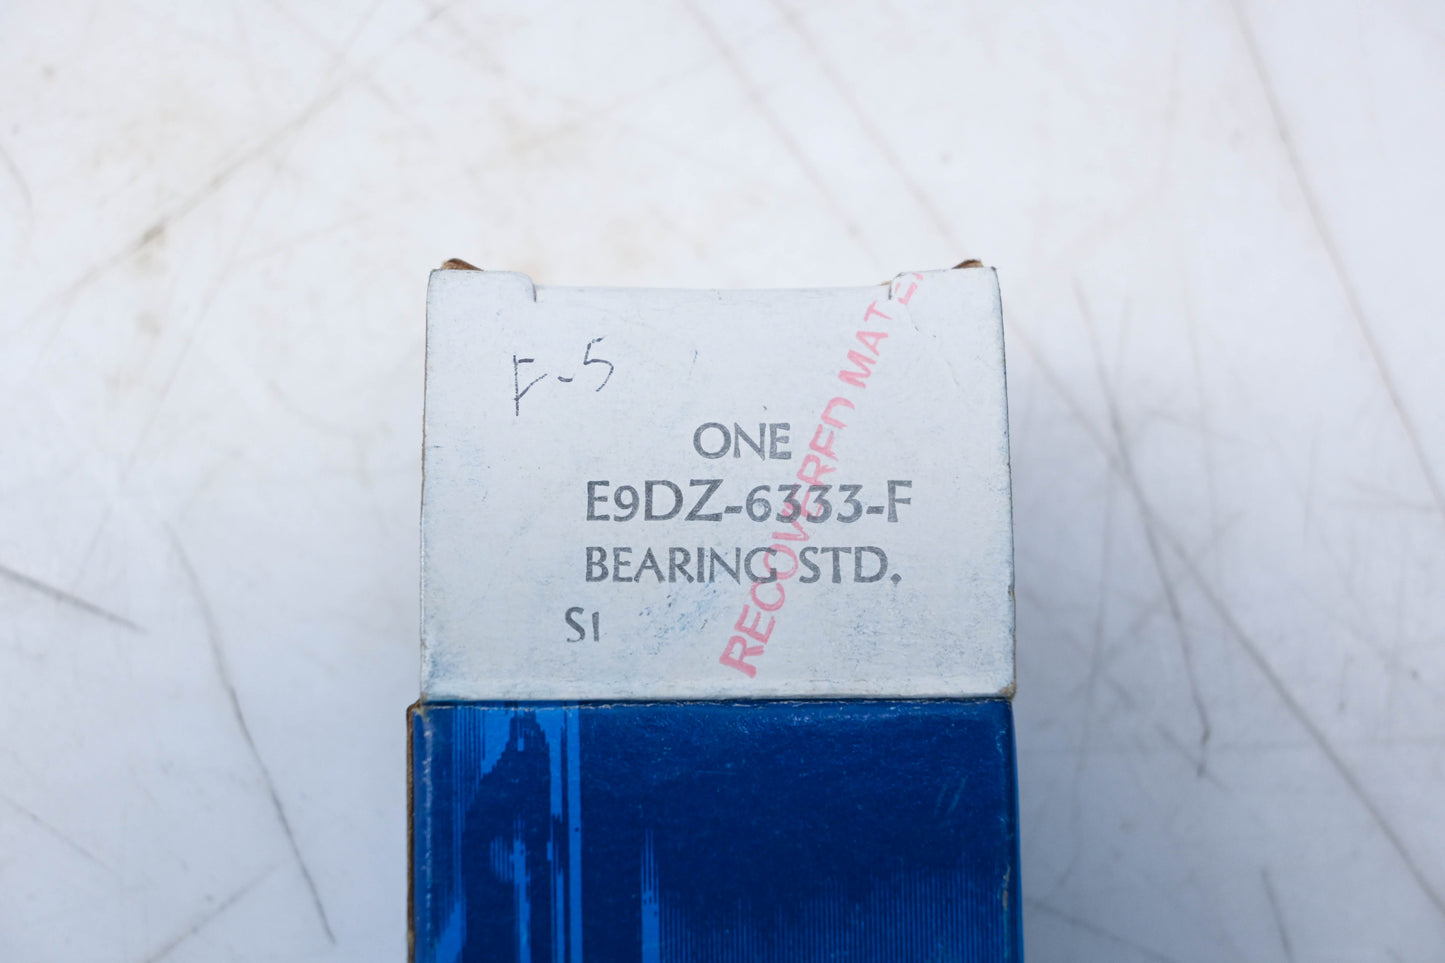 F-5
ONE
E9DZ-6333-F
BEARING STD.
S1
RECOVERED MATE